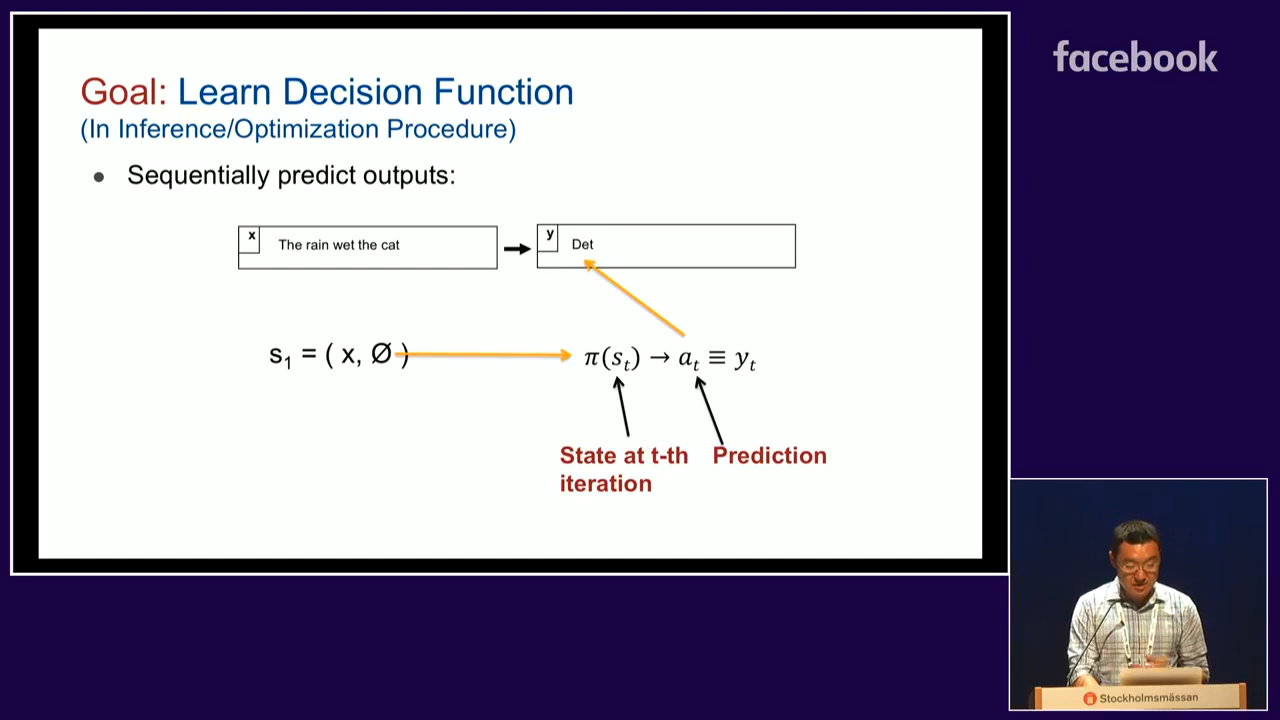 facebook
Goal: Learn Decision Function
(In Inference/Optimization Procedure)
● Sequentially predict outputs:
x
The rain wet the cat
y
Det
s₁ = ( x, Ø )
π(sₜ) → aₜ ≡ yₜ
State at t-th
iteration
Prediction
Stockholmsmässan